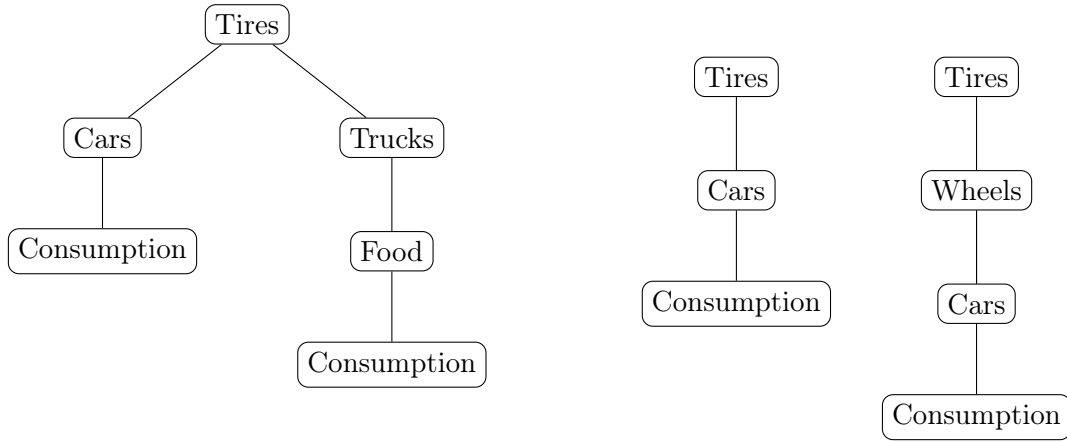 Tires
Cars
Trucks
Consumption
Food
Consumption
Tires
Cars
Consumption
Tires
Wheels
Cars
Consumption